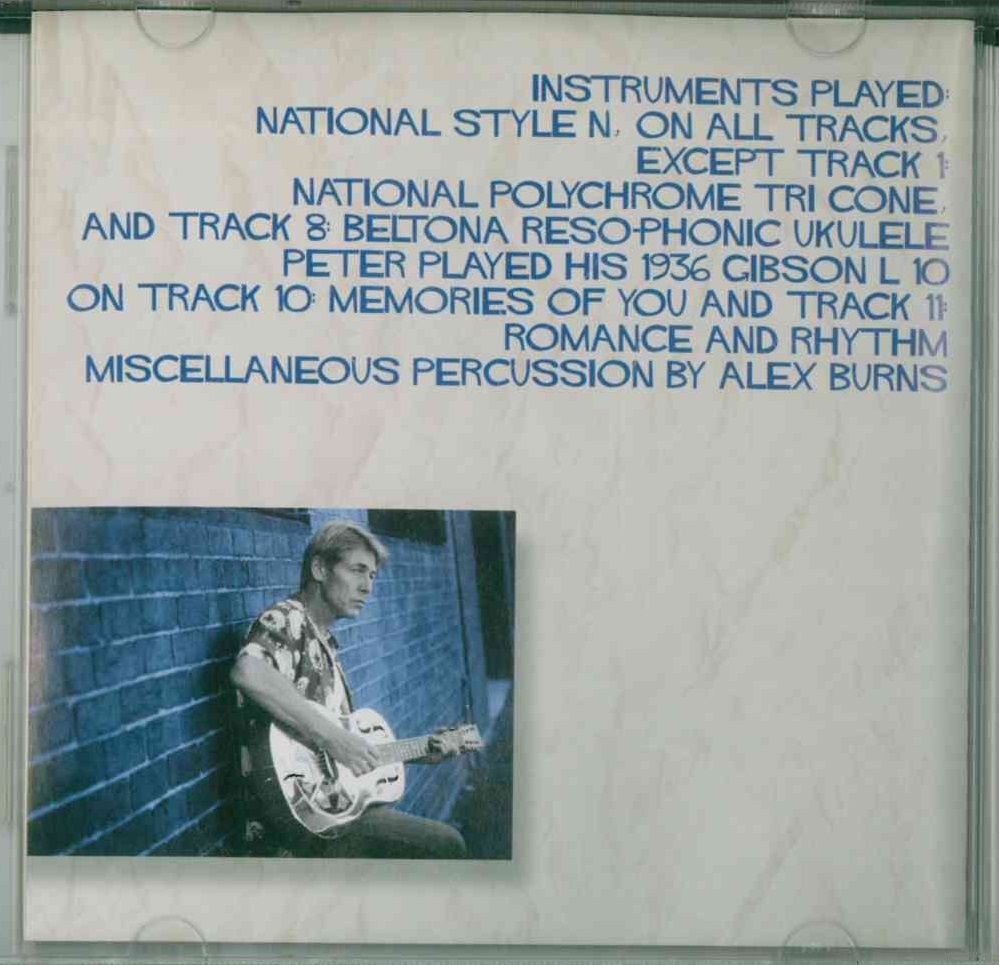 INSTRUMENTS PLAYED:
NATIONAL STYLE N, ON ALL TRACKS,
EXCEPT TRACK 1:
NATIONAL POLYCHROME TRI CONE,
AND TRACK 8: BELTONA RESO-PHONIC UKULELE
PETER PLAYED HIS 1936 GIBSON L 10
ON TRACK 10: MEMORIES OF YOU AND TRACK 11:
ROMANCE AND RHYTHM
MISCELLANEOUS PERCUSSION BY ALEX BURNS